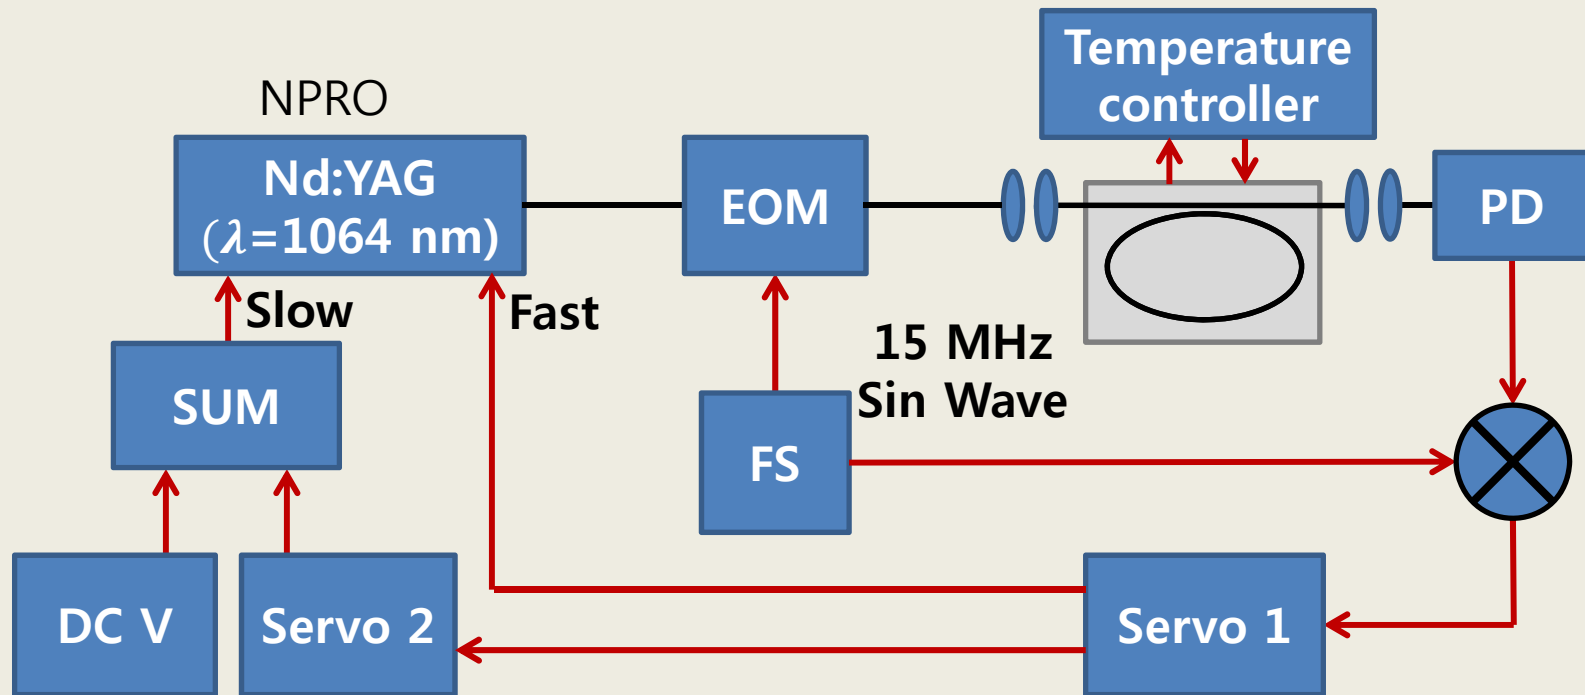 Temperature
controller
NPRO
Nd:YAG
(λ=1064 nm)
EOM
PD
Slow
Fast
15 MHz
Sin Wave
SUM
FS
DC V
Servo 2
Servo 1